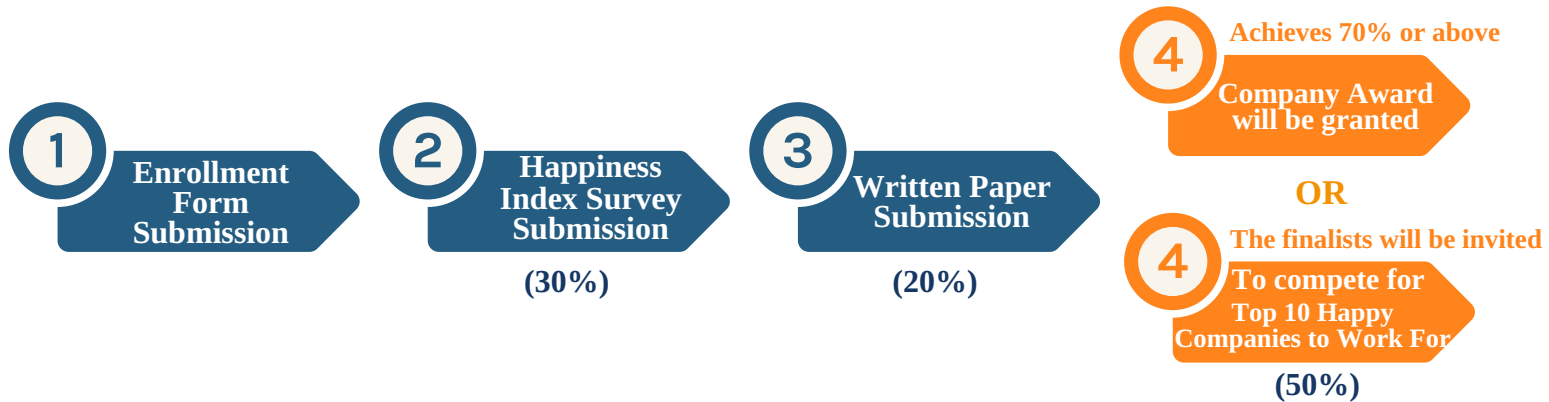 1
Enrollment
Form
Submission
2
Happiness
Index Survey
Submission
(30%)
3
Written Paper
Submission
(20%)
4
Achieves 70% or above
Company Award
will be granted
OR
4
The finalists will be invited
To compete for
Top 10 Happy
Companies to Work For
(50%)